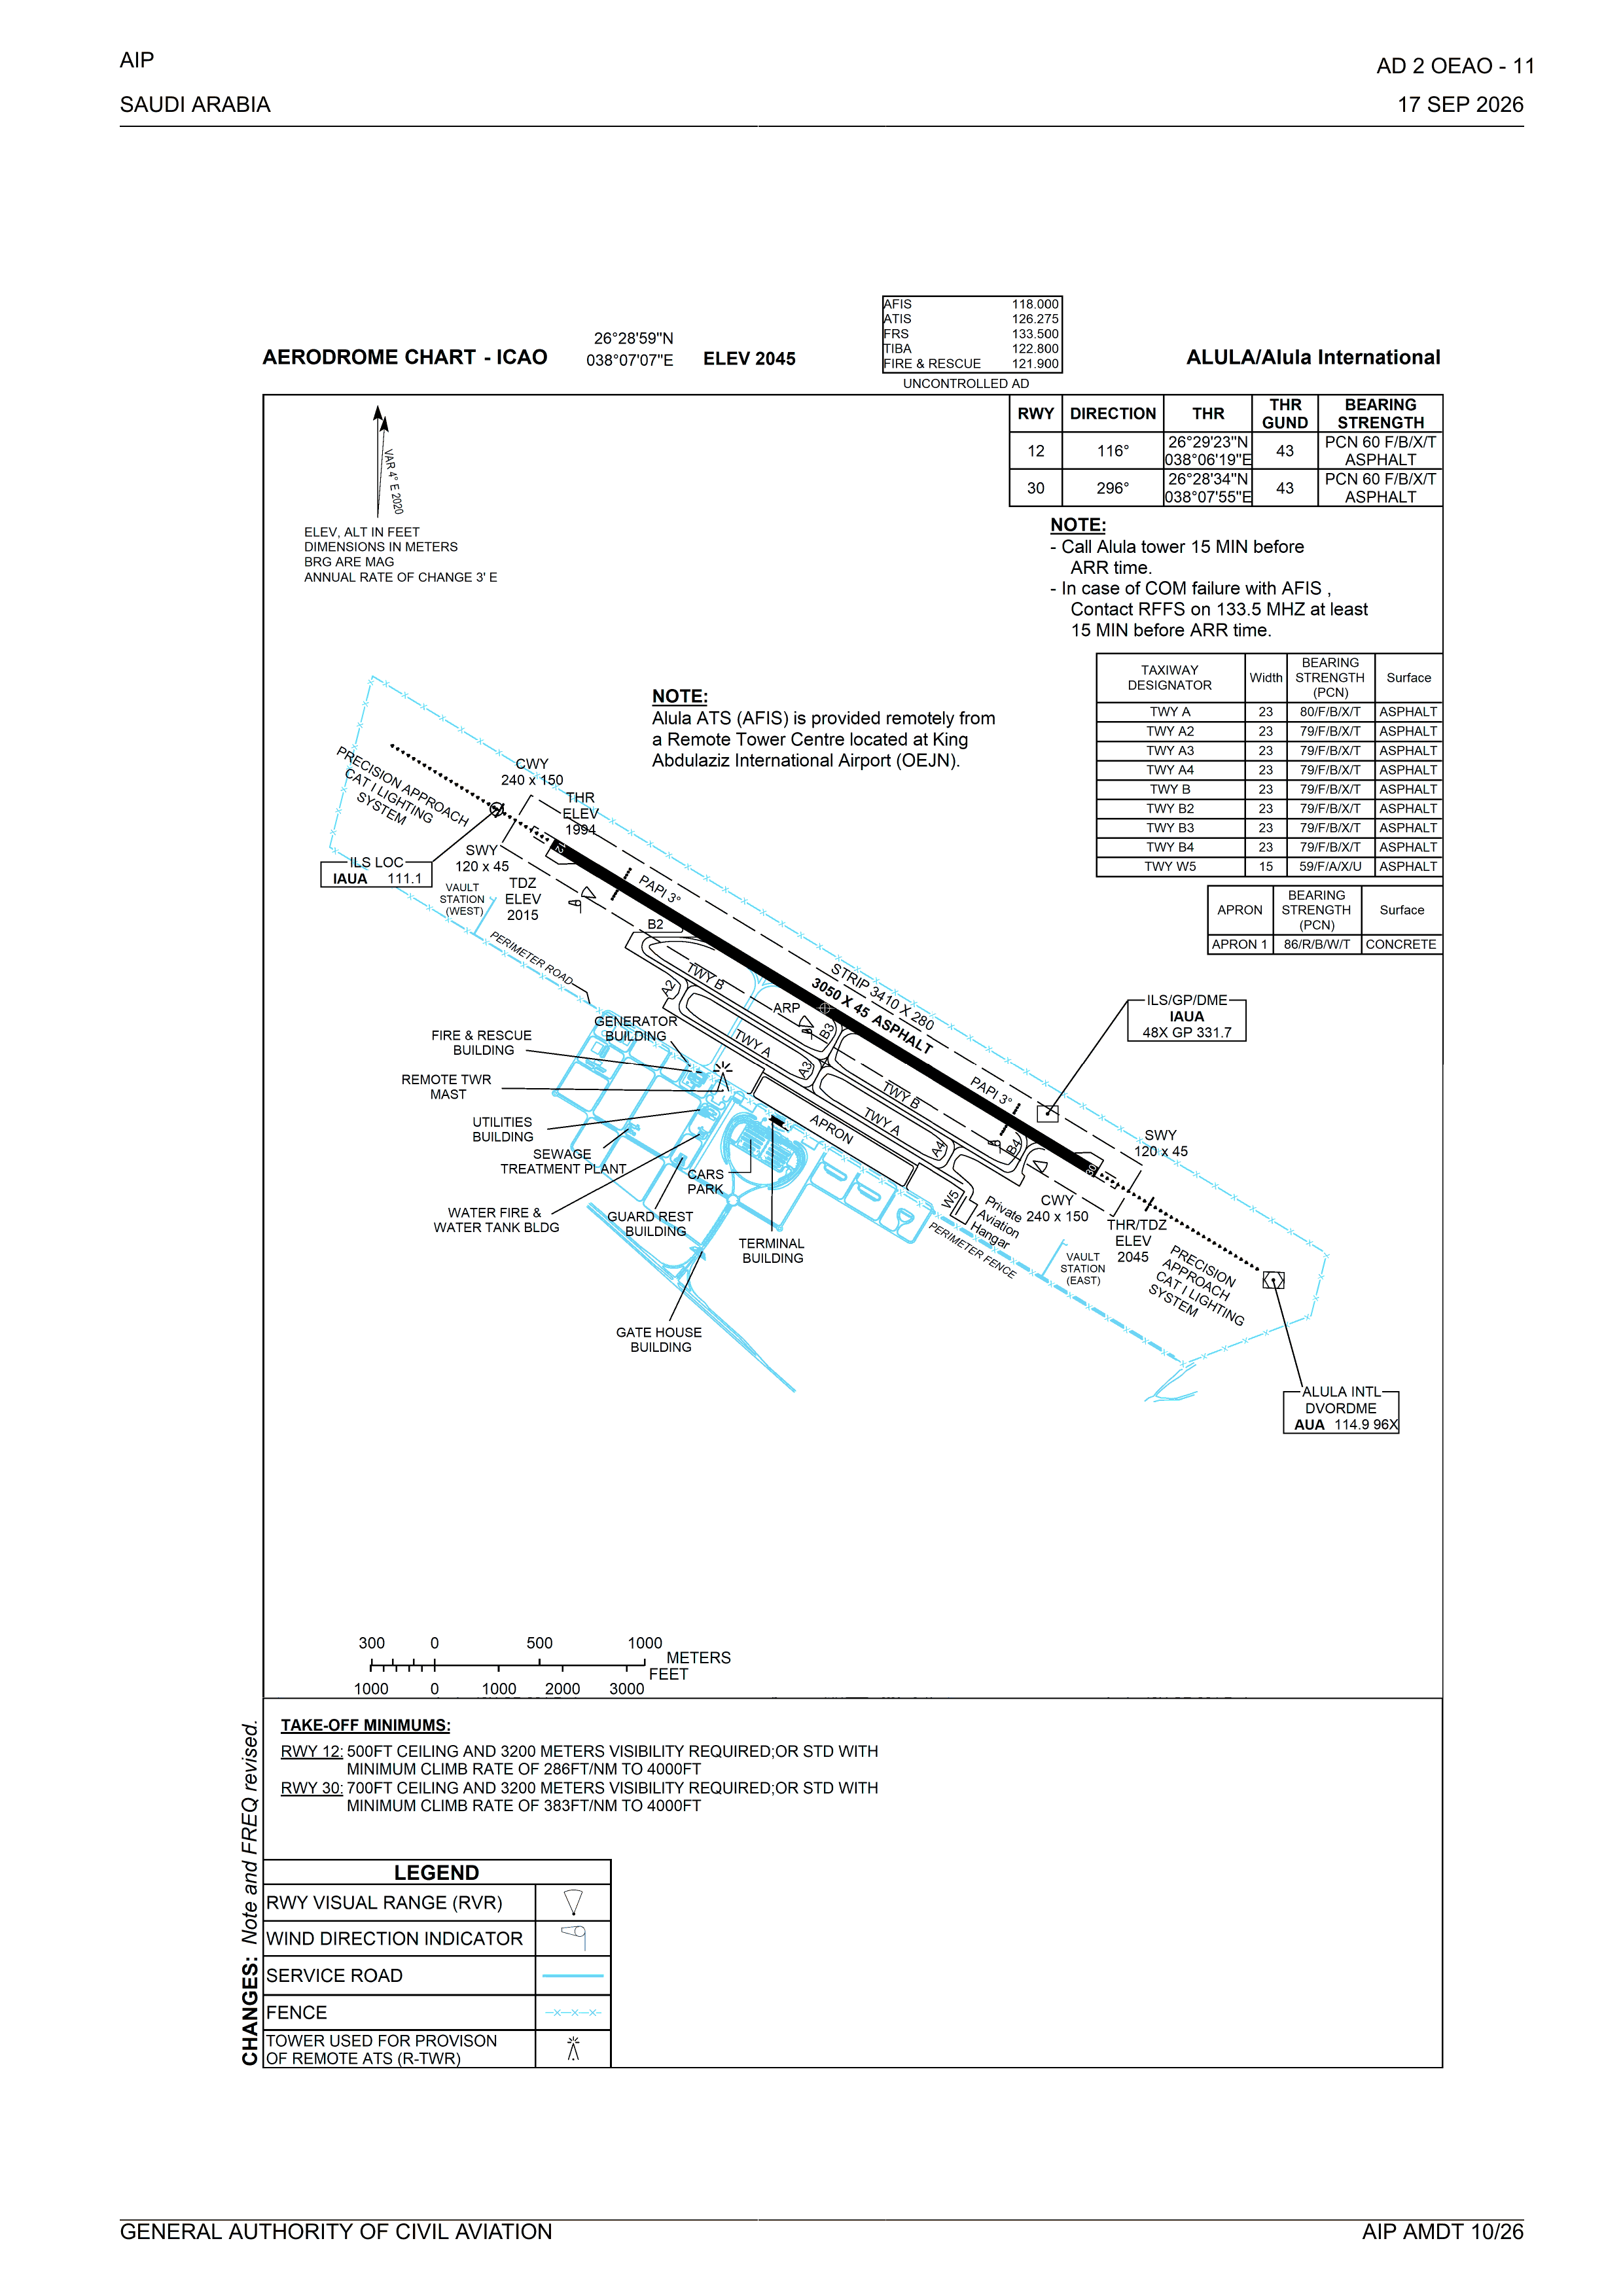 AIP
AD 2 OEAO - 11
SAUDI ARABIA
17 SEP 2026
AERODROME CHART - ICAO
26°28'59"N
038°07'07"E
ELEV 2045
AFIS 118.000
ATIS 126.275
FRS 133.500
TIBA 122.800
FIRE & RESCUE 121.900
UNCONTROLLED AD
ALULA/Alula International
RWY DIRECTION THR THR GUND BEARING STRENGTH
12 116° 26°29'23"N 038°06'19"E 43 PCN 60 F/B/X/T ASPHALT
30 296° 26°28'34"N 038°07'55"E 43 PCN 60 F/B/X/T ASPHALT
VAR 4° E 2020
ELEV, ALT IN FEET
DIMENSIONS IN METERS
BRG ARE MAG
ANNUAL RATE OF CHANGE 3' E
NOTE:
- Call Alula tower 15 MIN before
ARR time.
- In case of COM failure with AFIS ,
Contact RFFS on 133.5 MHZ at least
15 MIN before ARR time.
NOTE:
Alula ATS (AFIS) is provided remotely from
a Remote Tower Centre located at King
Abdulaziz International Airport (OEJN).
TAXIWAY DESIGNATOR Width BEARING STRENGTH (PCN) Surface
TWY A 23 80/F/B/X/T ASPHALT
TWY A2 23 79/F/B/X/T ASPHALT
TWY A3 23 79/F/B/X/T ASPHALT
TWY A4 23 79/F/B/X/T ASPHALT
TWY B 23 79/F/B/X/T ASPHALT
TWY B2 23 79/F/B/X/T ASPHALT
TWY B3 23 79/F/B/X/T ASPHALT
TWY B4 23 79/F/B/X/T ASPHALT
TWY W5 15 59/F/A/X/U ASPHALT
APRON BEARING STRENGTH (PCN) Surface
APRON 1 86/R/B/W/T CONCRETE
PRECISION APPROACH
CAT I LIGHTING
SYSTEM
CWY
240 x 150
THR
ELEV
1994
12
SWY
120 x 45
ILS LOC
IAUA 111.1
TDZ
ELEV
2015
VAULT
STATION
(WEST)
PERIMETER ROAD
PAPI 3°
B2
TWY B
A2
STRIP 3410 X 280
3050 X 45 ASPHALT
ARP
B3
TWY A
A3
GENERATOR
BUILDING
FIRE & RESCUE
BUILDING
REMOTE TWR
MAST
UTILITIES
BUILDING
SEWAGE
TREATMENT PLANT
WATER FIRE &
WATER TANK BLDG
GUARD REST
BUILDING
CARS
PARK
TERMINAL
BUILDING
GATE HOUSE
BUILDING
APRON
TWY B
TWY A
A4
B4
PAPI 3°
30
ILS/GP/DME
IAUA
48X GP 331.7
SWY
120 x 45
W5
Private
Aviation
Hangar
CWY
240 x 150
PERIMETER FENCE
VAULT
STATION
(EAST)
THR/TDZ
ELEV
2045
PRECISION
APPROACH
CAT I LIGHTING
SYSTEM
ALULA INTL
DVORDME
AUA 114.9 96X
300 0 500 1000
METERS
FEET
1000 0 1000 2000 3000
TAKE-OFF MINIMUMS:
RWY 12: 500FT CEILING AND 3200 METERS VISIBILITY REQUIRED;OR STD WITH
MINIMUM CLIMB RATE OF 286FT/NM TO 4000FT
RWY 30: 700FT CEILING AND 3200 METERS VISIBILITY REQUIRED;OR STD WITH
MINIMUM CLIMB RATE OF 383FT/NM TO 4000FT
CHANGES: Note and FREQ revised.
LEGEND
RWY VISUAL RANGE (RVR)
WIND DIRECTION INDICATOR
SERVICE ROAD
FENCE
TOWER USED FOR PROVISON
OF REMOTE ATS (R-TWR)
GENERAL AUTHORITY OF CIVIL AVIATION
AIP AMDT 10/26